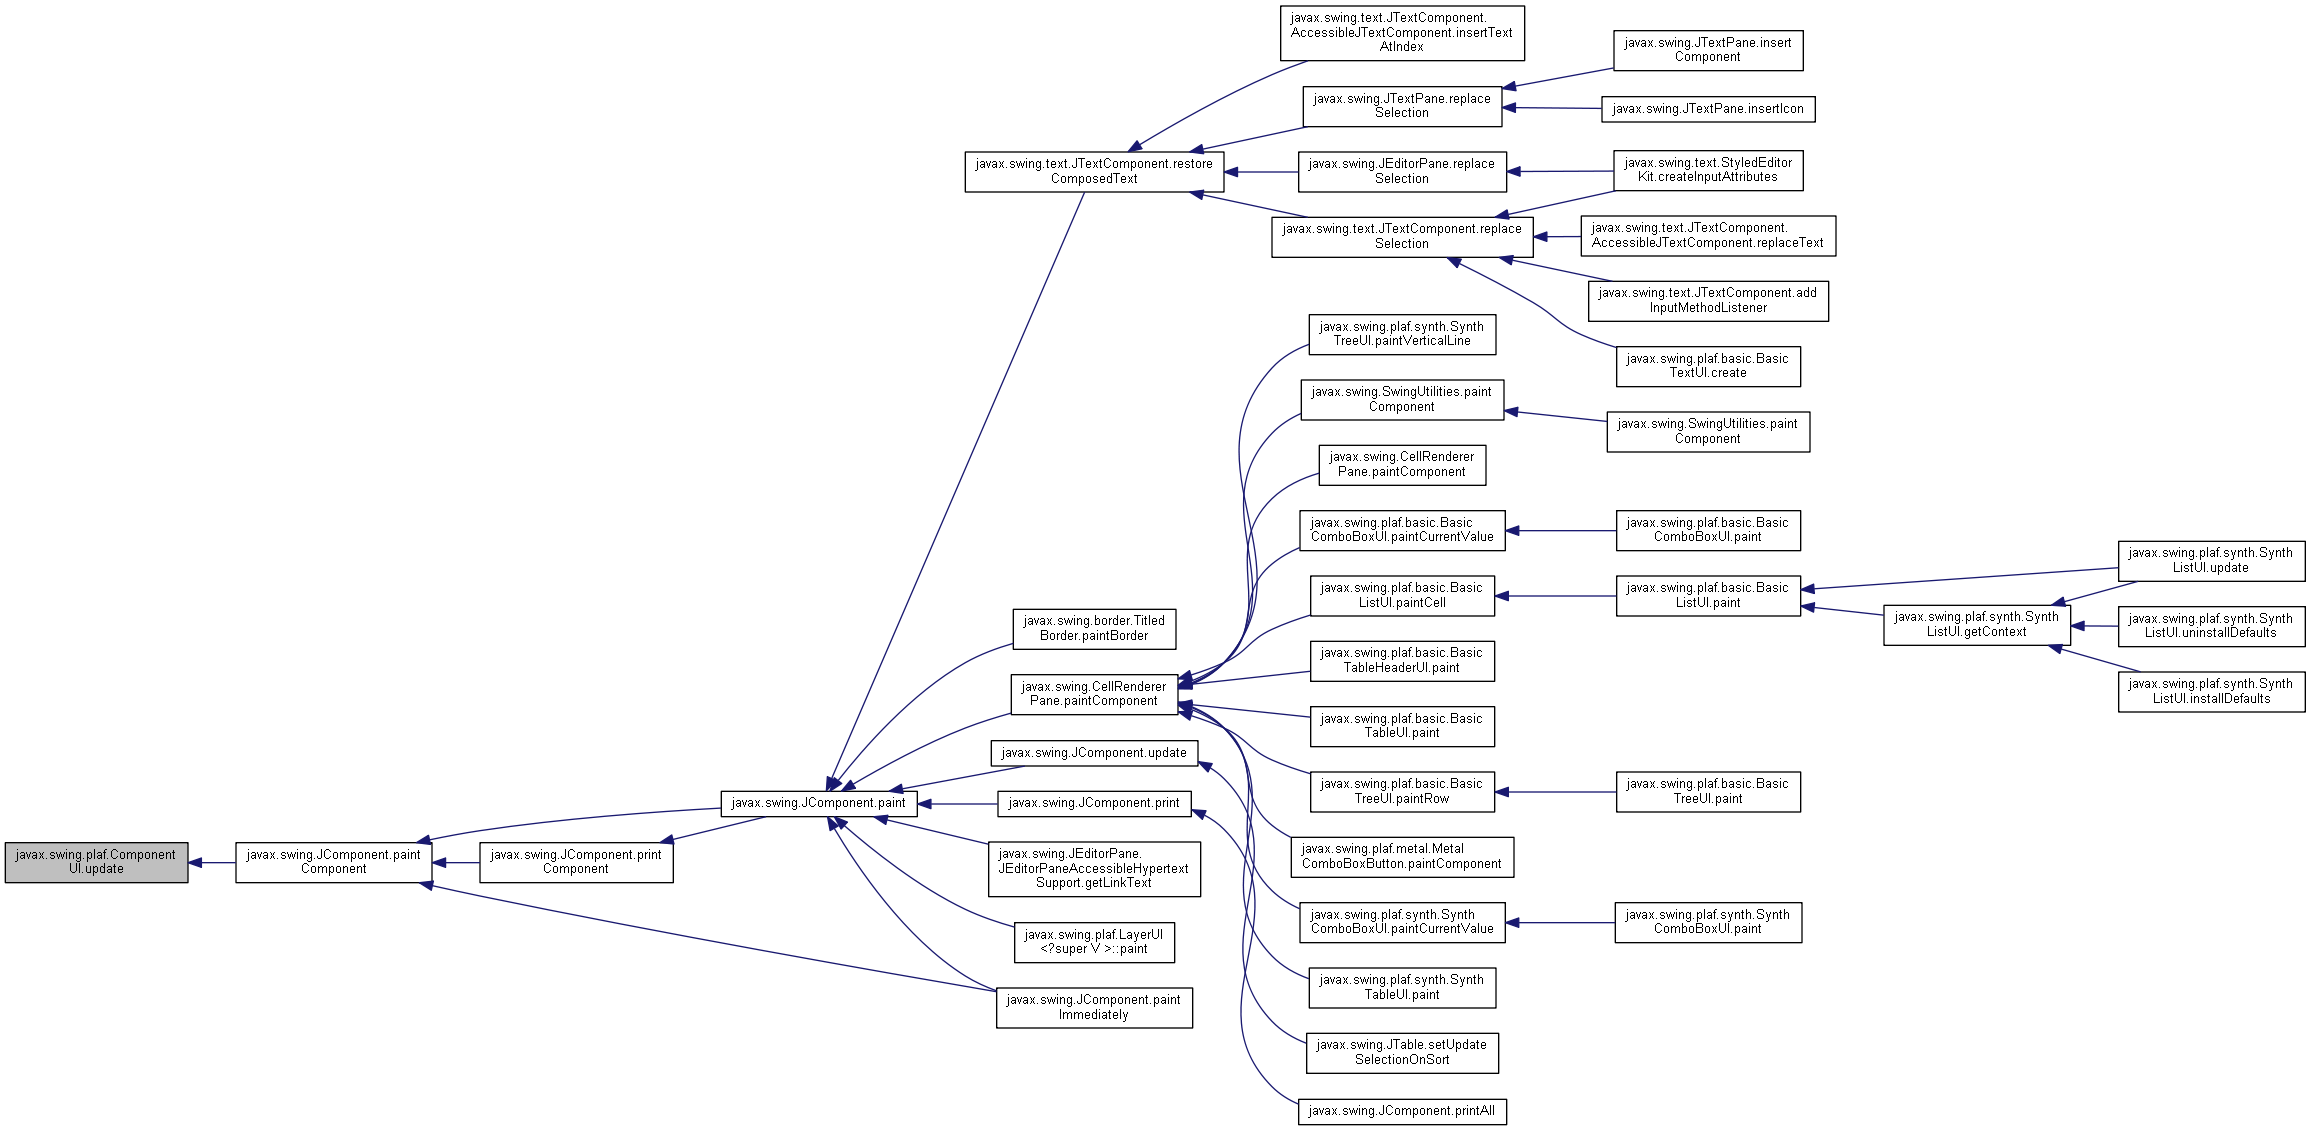 javax.swing.plaf.Component
UI.update
javax.swing.JComponent.paint
Component
javax.swing.JComponent.print
Component
javax.swing.JComponent.paint
javax.swing.text.JTextComponent.restore
ComposedText
javax.swing.border.Titled
Border.paintBorder
javax.swing.CellRenderer
Pane.paintComponent
javax.swing.JComponent.update
javax.swing.JComponent.print
javax.swing.JEditorPane.
JEditorPaneAccessibleHypertext
Support.getLinkText
javax.swing.plaf.LayerUI
<?super V >::paint
javax.swing.JComponent.paint
Immediately
javax.swing.text.JTextComponent.
AccessibleJTextComponent.insertText
AtIndex
javax.swing.JTextPane.replace
Selection
javax.swing.JEditorPane.replace
Selection
javax.swing.text.JTextComponent.replace
Selection
javax.swing.plaf.synth.Synth
TreeUI.paintVerticalLine
javax.swing.SwingUtilities.paint
Component
javax.swing.CellRenderer
Pane.paintComponent
javax.swing.plaf.basic.Basic
ComboBoxUI.paintCurrentValue
javax.swing.plaf.basic.Basic
ListUI.paintCell
javax.swing.plaf.basic.Basic
TableHeaderUI.paint
javax.swing.plaf.basic.Basic
TableUI.paint
javax.swing.plaf.basic.Basic
TreeUI.paintRow
javax.swing.plaf.metal.Metal
ComboBoxButton.paintComponent
javax.swing.plaf.synth.Synth
ComboBoxUI.paintCurrentValue
javax.swing.plaf.synth.Synth
TableUI.paint
javax.swing.JTable.setUpdate
SelectionOnSort
javax.swing.JComponent.printAll
javax.swing.JTextPane.insert
Component
javax.swing.JTextPane.insertIcon
javax.swing.text.StyledEditor
Kit.createInputAttributes
javax.swing.text.JTextComponent.
AccessibleJTextComponent.replaceText
javax.swing.text.JTextComponent.add
InputMethodListener
javax.swing.plaf.basic.Basic
TextUI.create
javax.swing.SwingUtilities.paint
Component
javax.swing.plaf.basic.Basic
ComboBoxUI.paint
javax.swing.plaf.basic.Basic
ListUI.paint
javax.swing.plaf.basic.Basic
TreeUI.paint
javax.swing.plaf.synth.Synth
ComboBoxUI.paint
javax.swing.plaf.synth.Synth
ListUI.getContext
javax.swing.plaf.synth.Synth
ListUI.update
javax.swing.plaf.synth.Synth
ListUI.uninstallDefaults
javax.swing.plaf.synth.Synth
ListUI.installDefaults